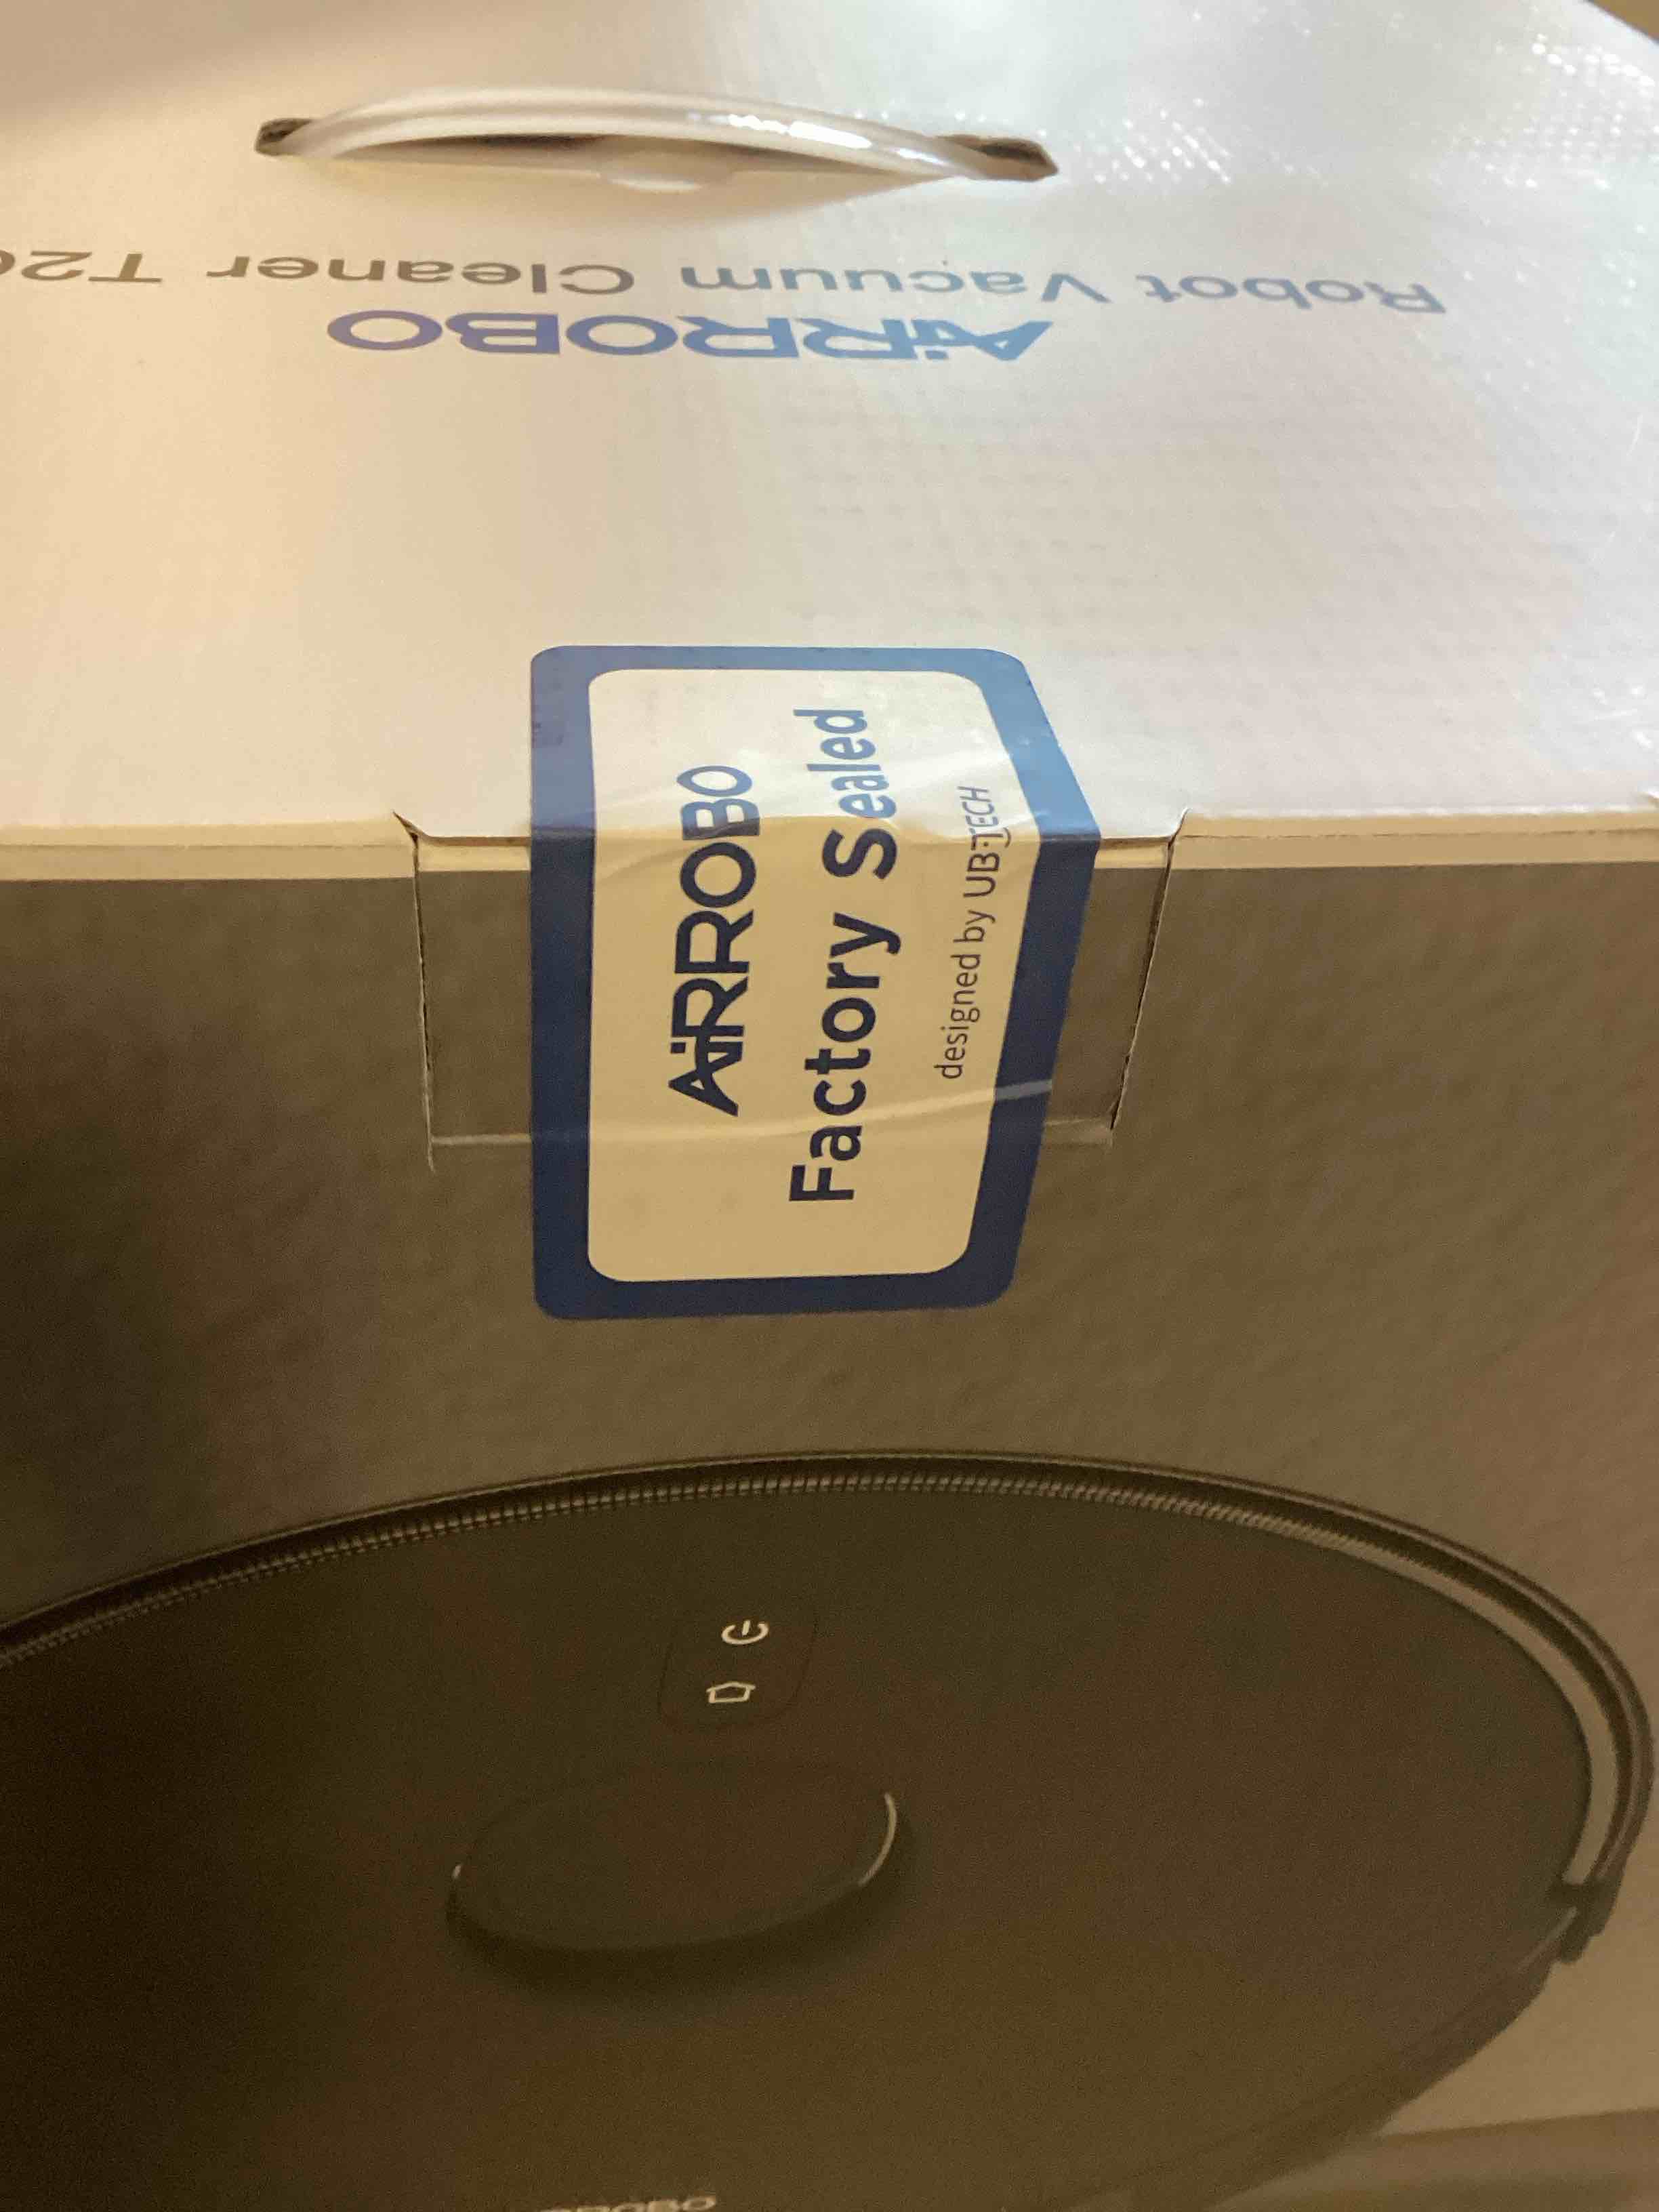 AiRROBO
Robot Vacuum Cleaner
AiRROBO
Factory Sealed
designed by UBTECH